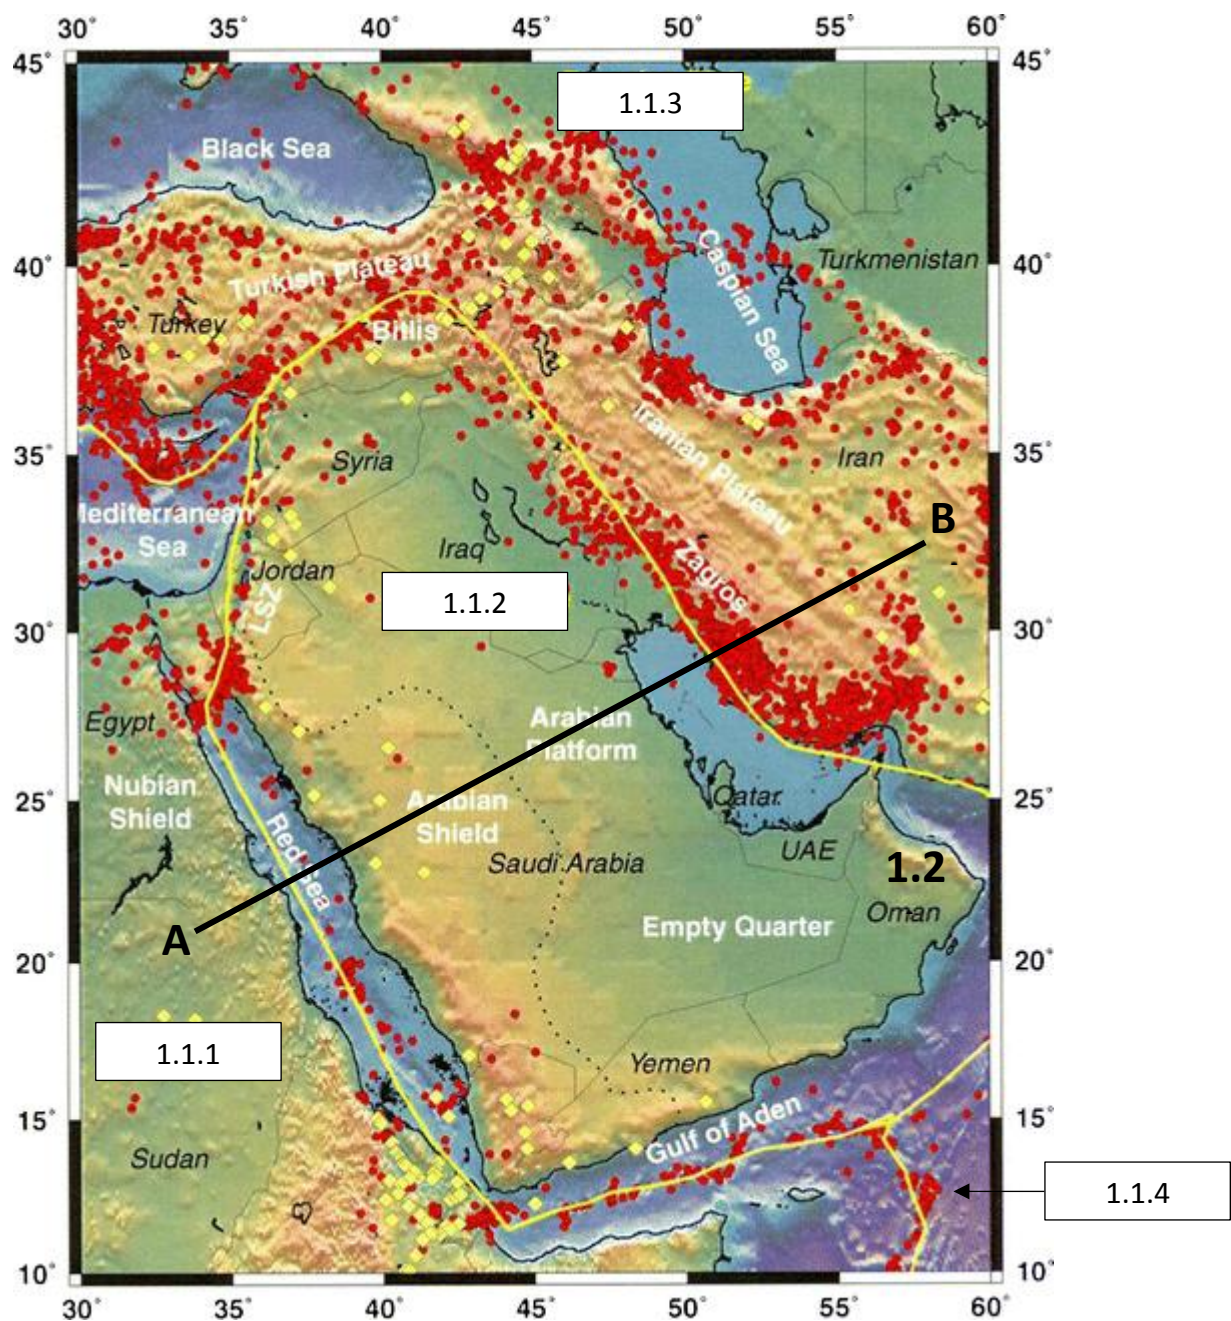 30° 35° 40° 45° 50° 55° 60°
45° 45°
1.1.3
Black Sea
Caspian Sea
Turkmenistan
40° 40°
Turkish Plateau
Turkey
Bitlis
Iranian Plateau
35° 35°
Syria
Iran
Mediterranean
Sea
B
Iraq
Zagros
Jordan
LSZ
1.1.2
30° 30°
Egypt
Arabian
Platform
Nubian
Shield
25° 25°
Qatar
Arabian
Shield
Red Sea
Saudi Arabia
UAE
1.2
Oman
Empty Quarter
A
20° 20°
1.1.1
Yemen
15° 15°
Gulf of Aden
Sudan
1.1.4
10° 10°
30° 35° 40° 45° 50° 55° 60°